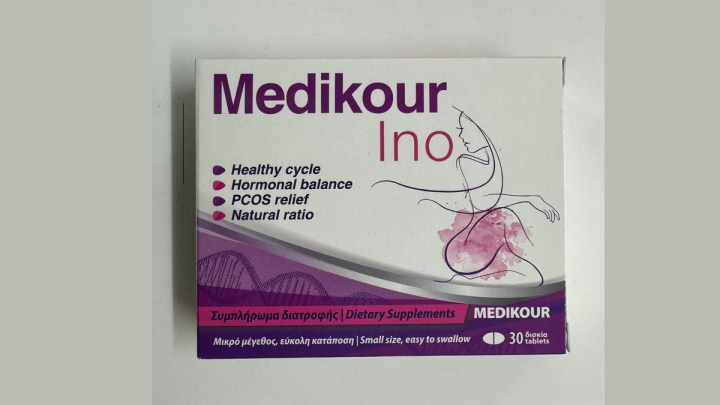 Medikour
Ino
Healthy cycle
Hormonal balance
PCOS relief
Natural ratio
Συμπλήρωμα διατροφής | Dietary Supplements
MEDIKOUR
Μικρό μέγεθος, εύκολη κατάποση | Small size, easy to swallow
30 δισκία
tablets